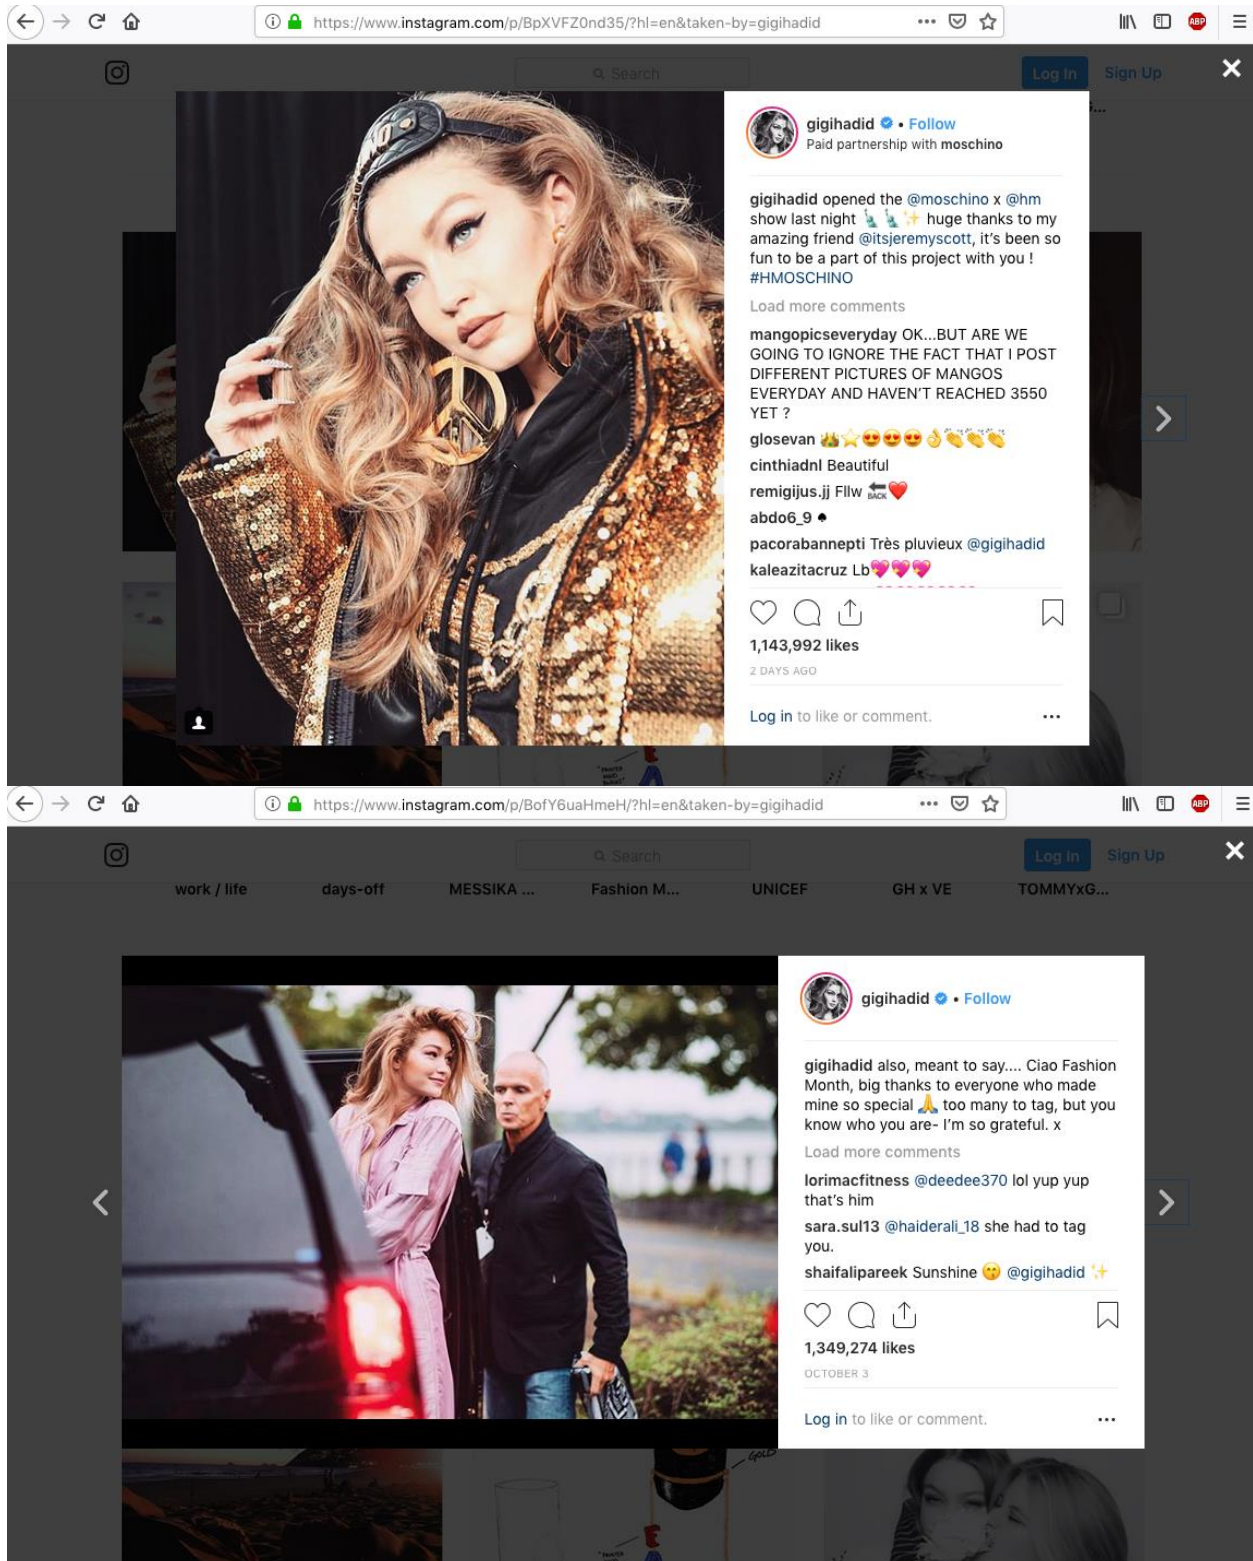 https://www.instagram.com/p/BpXVFZ0nd35/?hl=en&taken-by=gigihadid
ABP
Search
Log In
Sign Up
gigihadid • Follow
Paid partnership with moschino
gigihadid opened the @moschino x @hm
show last night 🗽🗽✨ huge thanks to my
amazing friend @itsjeremyscott, it's been so
fun to be a part of this project with you !
#HMOSCHINO
Load more comments
mangopicseveryday OK...BUT ARE WE
GOING TO IGNORE THE FACT THAT I POST
DIFFERENT PICTURES OF MANGOS
EVERYDAY AND HAVEN'T REACHED 3550
YET ?
glosevan 👑⭐😍😍😍👌👏👏👏
cinthiadnl Beautiful
remigijus.jj Fllw 🔙❤️
abdo6_9 ♠
pacorabannepti Très pluvieux @gigihadid
kaleazitacruz Lb💖💖💖
1,143,992 likes
2 DAYS AGO
Log in to like or comment.
https://www.instagram.com/p/BofY6uaHmeH/?hl=en&taken-by=gigihadid
ABP
Search
Log In
Sign Up
work / life
days-off
MESSIKA ...
Fashion M...
UNICEF
GH x VE
TOMMYxG...
gigihadid • Follow
gigihadid also, meant to say.... Ciao Fashion
Month, big thanks to everyone who made
mine so special 🙏 too many to tag, but you
know who you are- I'm so grateful. x
Load more comments
lorimacfitness @deedee370 lol yup yup
that's him
sara.sul13 @haiderali_18 she had to tag
you.
shaifalipareek Sunshine 😙 @gigihadid ✨
1,349,274 likes
OCTOBER 3
Log in to like or comment.
GOLD